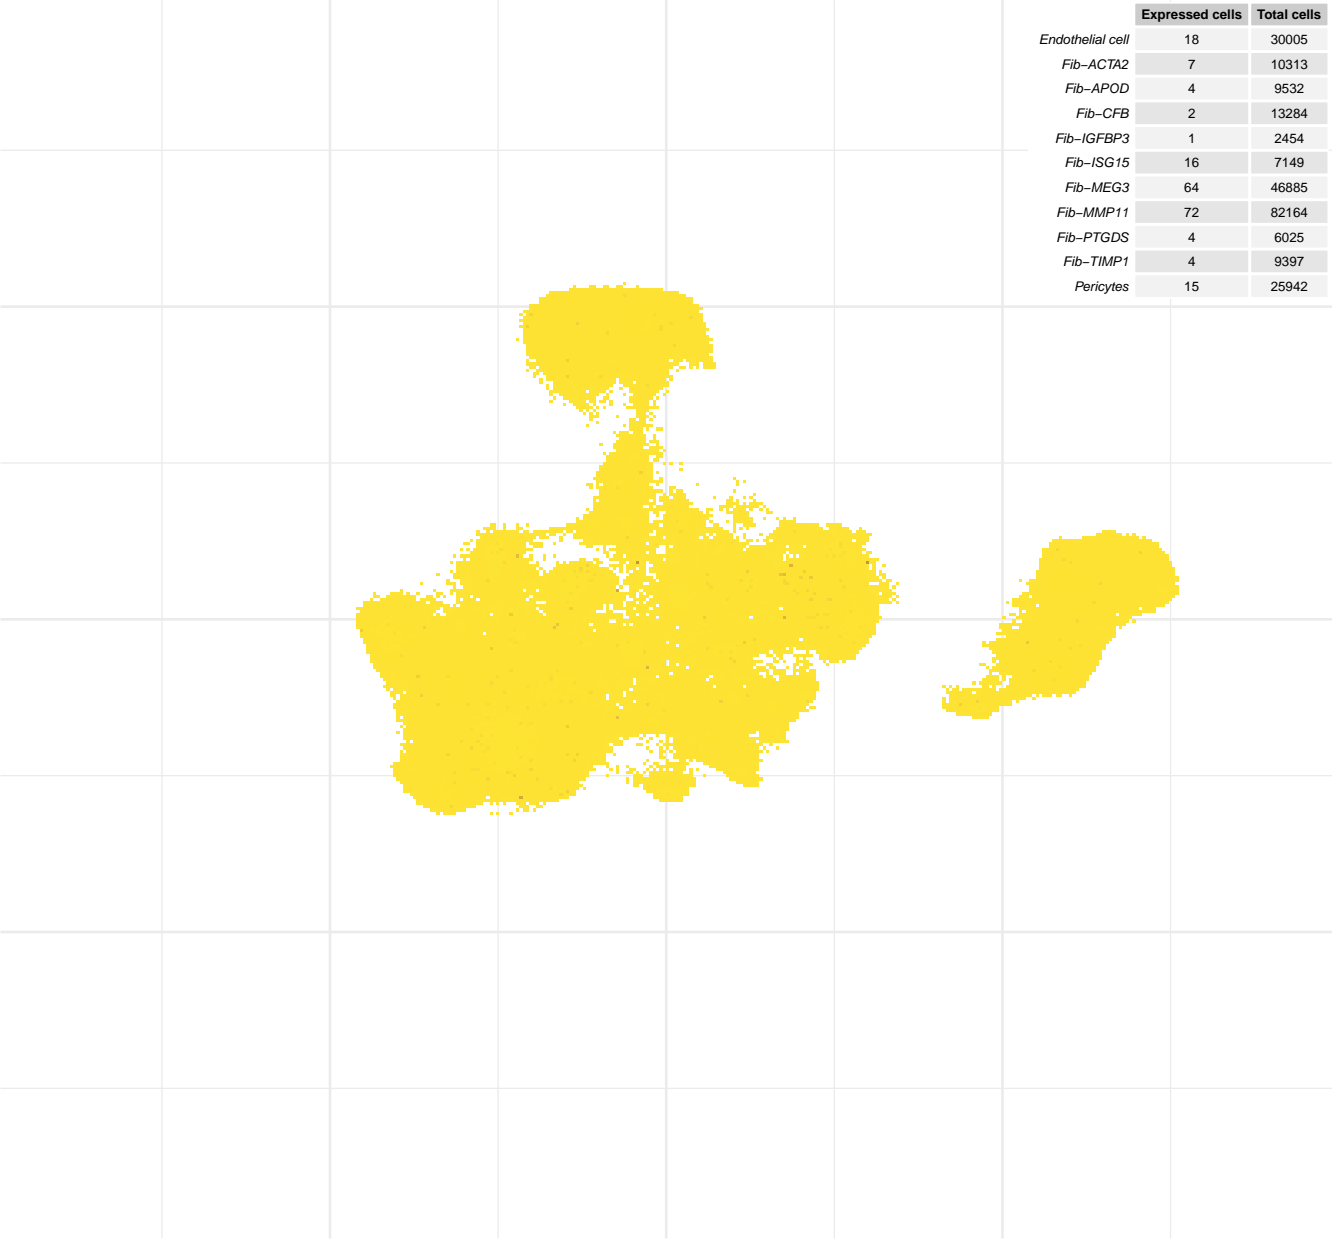 Expressed cells Total cells
Endothelial cell 18 30005
Fib−ACTA2 7 10313
Fib−APOD 4 9532
Fib−CFB 2 13284
Fib−IGFBP3 1 2454
Fib−ISG15 16 7149
Fib−MEG3 64 46885
Fib−MMP11 72 82164
Fib−PTGDS 4 6025
Fib−TIMP1 4 9397
Pericytes 15 25942